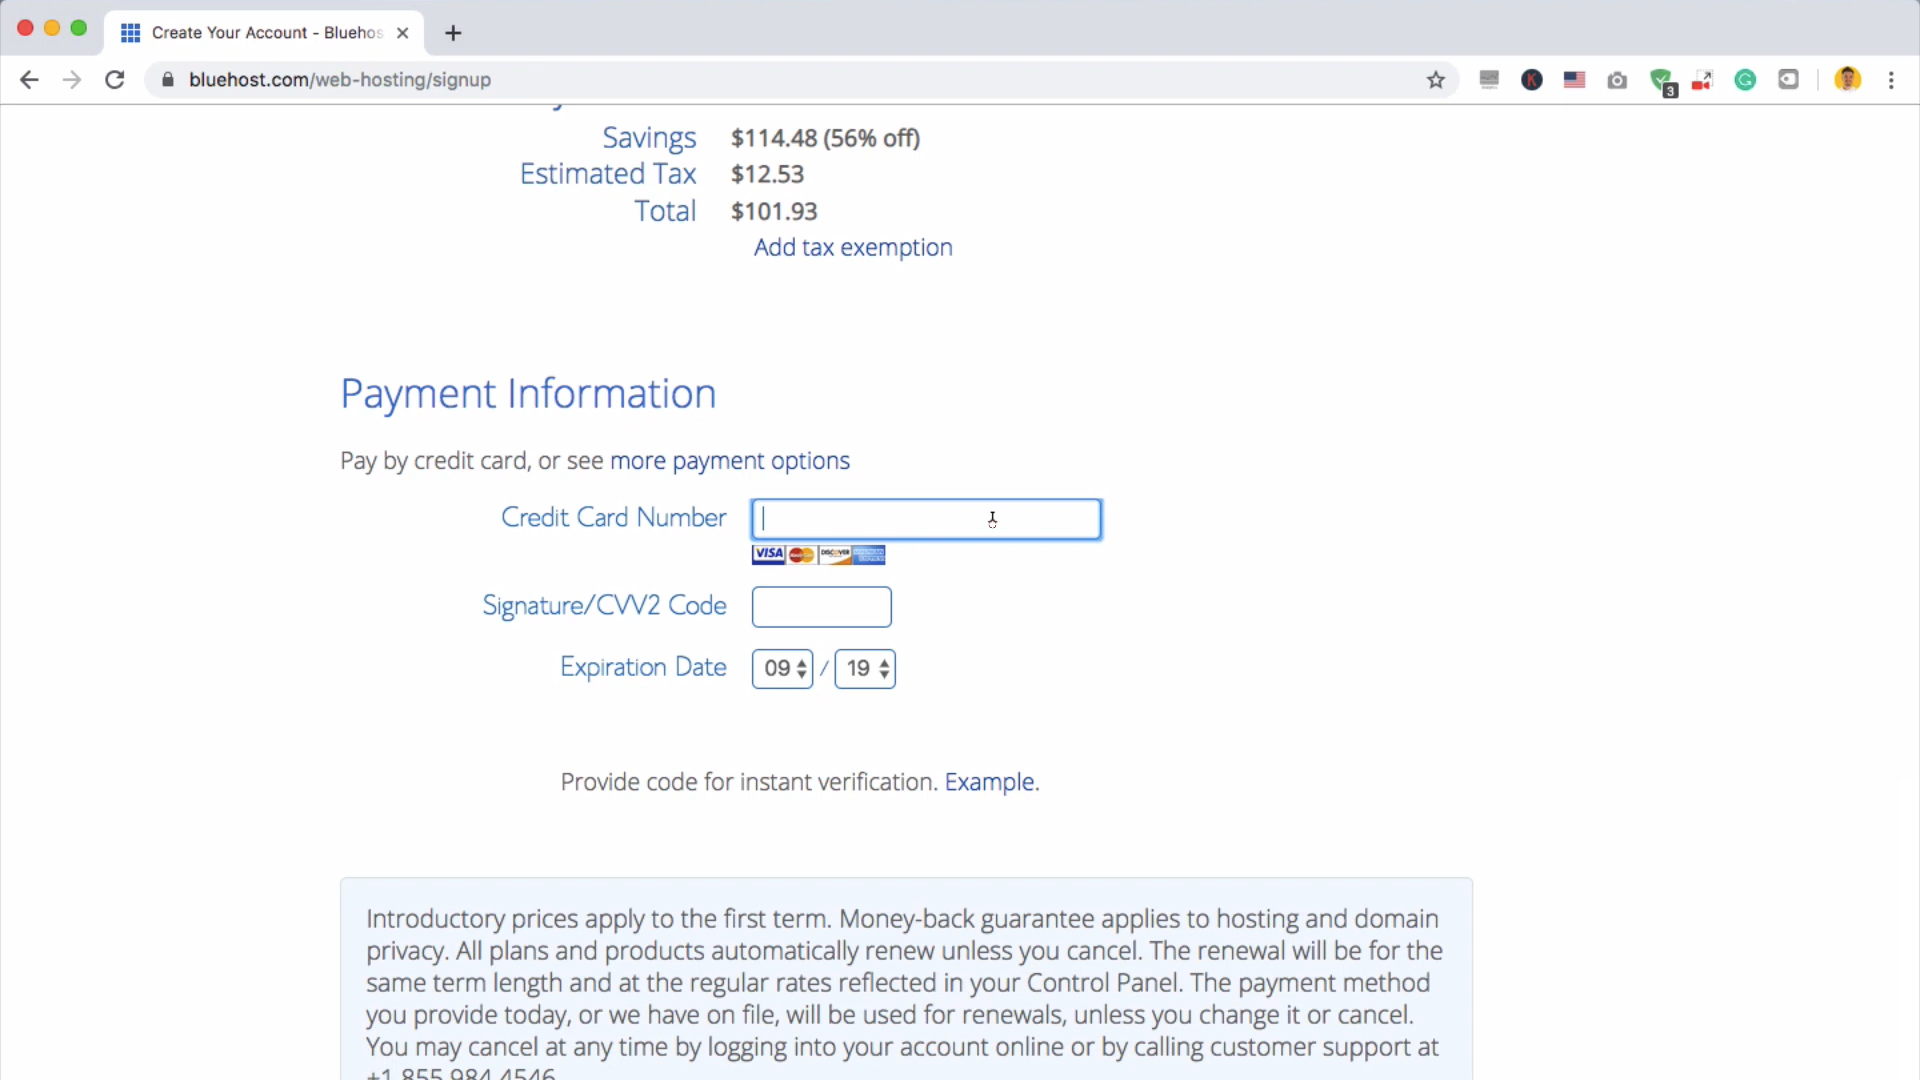 Create Your Account - Bluehos
bluehost.com/web-hosting/signup
3
Savings $114.48 (56% off)
Estimated Tax $12.53
Total $101.93
Add tax exemption
Payment Information
Pay by credit card, or see more payment options
Credit Card Number
VISA DISCOVER
Signature/CVV2 Code
Expiration Date 09 / 19
Provide code for instant verification. Example.
Introductory prices apply to the first term. Money-back guarantee applies to hosting and domain
privacy. All plans and products automatically renew unless you cancel. The renewal will be for the
same term length and at the regular rates reflected in your Control Panel. The payment method
you provide today, or we have on file, will be used for renewals, unless you change it or cancel.
You may cancel at any time by logging into your account online or by calling customer support at
+1 855 984 4546